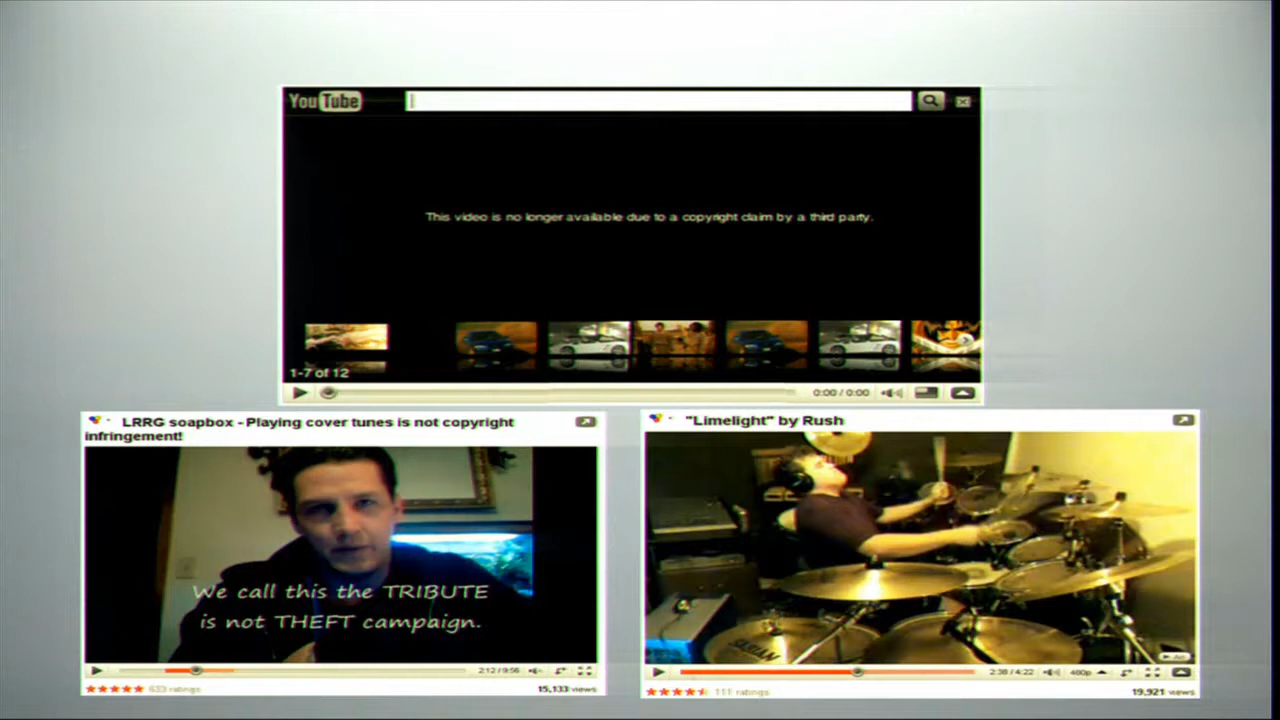 YouTube
This video is no longer available due to a copyright claim by a third party.
1-7 of 12
0:00 / 0:00
LRRG soapbox - Playing cover tunes is not copyright
infringement!
We call this the TRIBUTE
is not THEFT campaign.
2:12 / 9:56
633 ratings
15,133 views
"Limelight" by Rush
SABIAN
2:38 / 4:22
480p
111 ratings
19,921 views